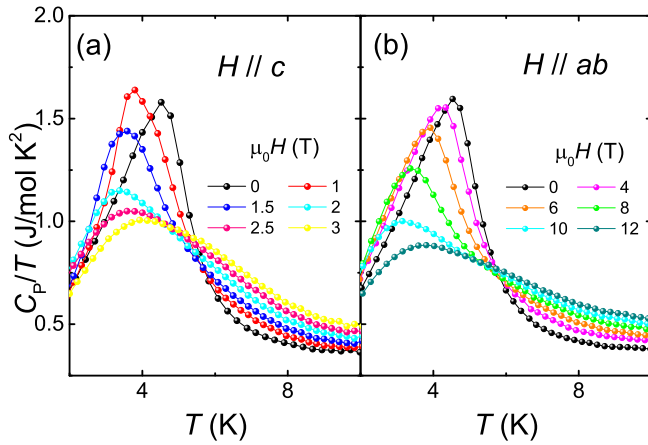 (a)
H // c
μ₀H (T)
0 1
1.5 2
2.5 3
(b)
H // ab
μ₀H (T)
0 4
6 8
10 12
2.0
1.5
1.0
0.5
C_P/T (J/mol K²)
4 8 4 8
T (K) T (K)